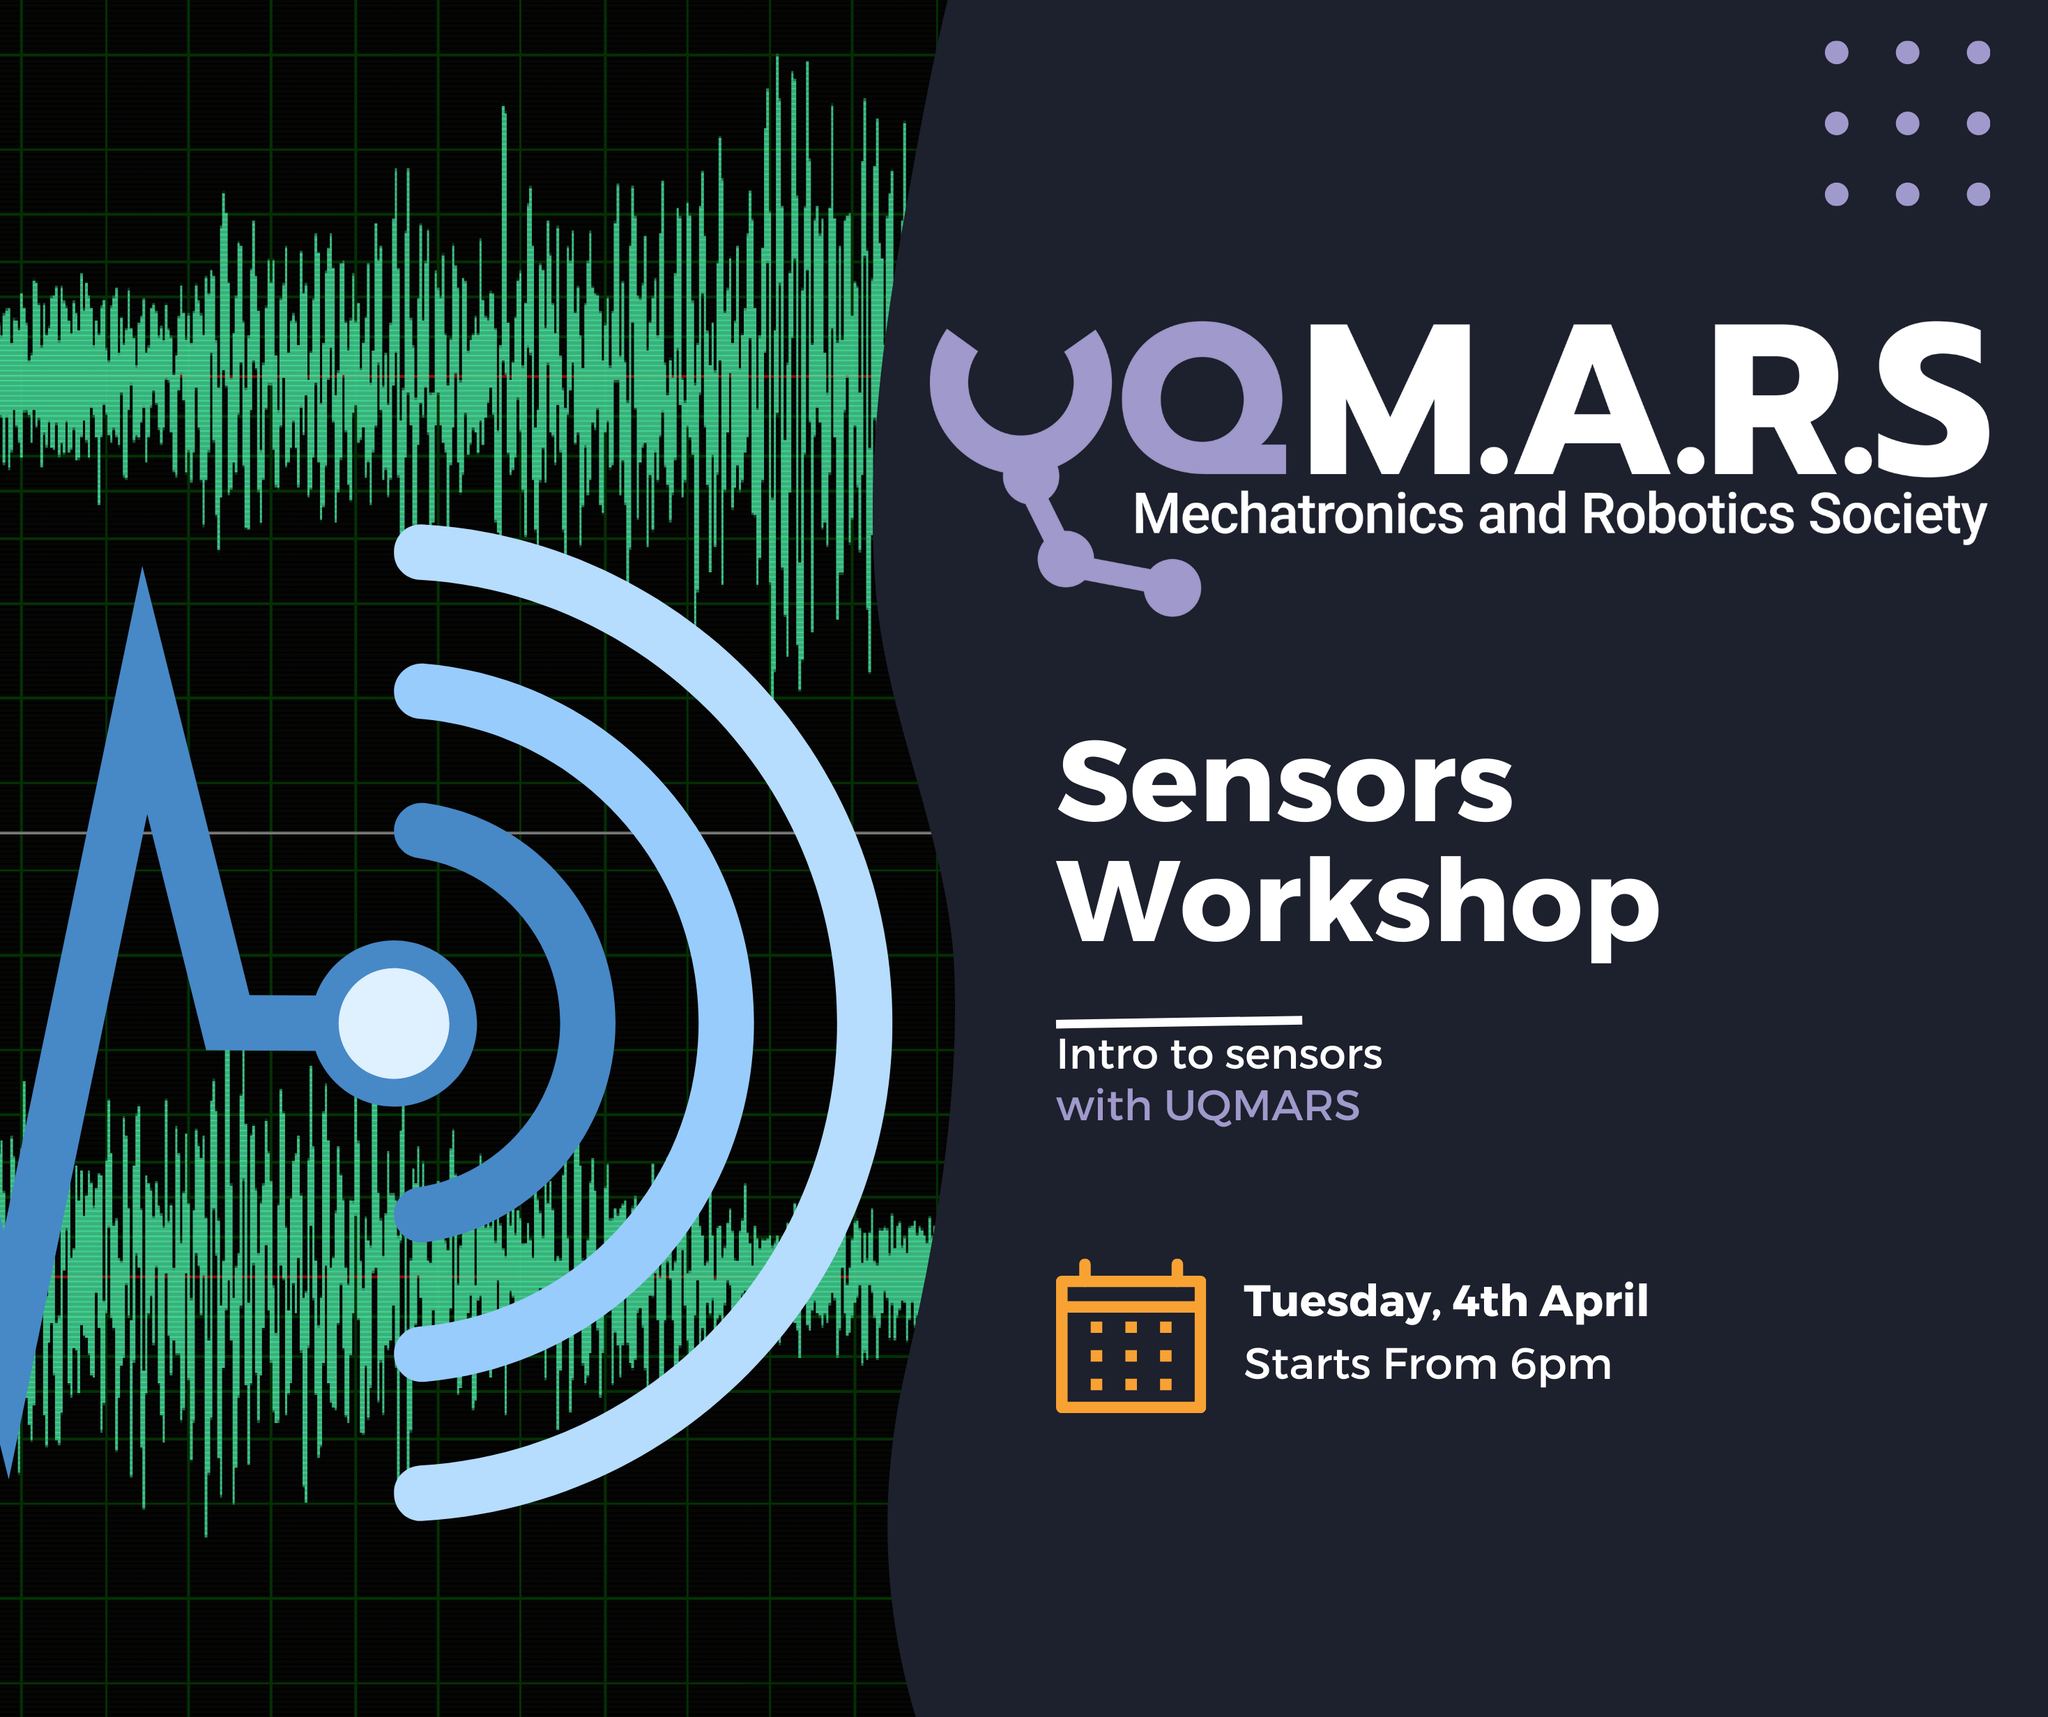 UQM.A.R.S
Mechatronics and Robotics Society
Sensors
Workshop
Intro to sensors
with UQMARS
Tuesday, 4th April
Starts From 6pm